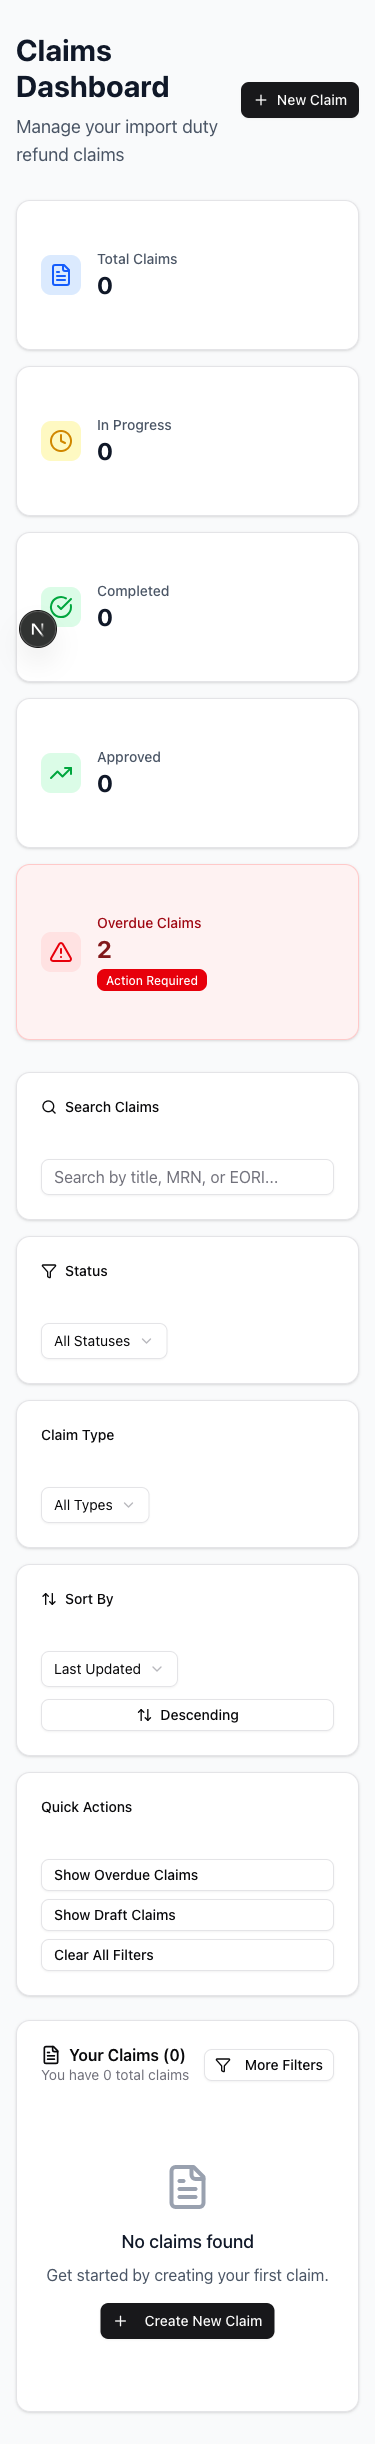 Claims
Dashboard
Manage your import duty
refund claims
New Claim
Total Claims
0
In Progress
0
Completed
0
N
Approved
0
Overdue Claims
2
Action Required
Search Claims
Search by title, MRN, or EORI...
Status
All Statuses
Claim Type
All Types
Sort By
Last Updated
Descending
Quick Actions
Show Overdue Claims
Show Draft Claims
Clear All Filters
Your Claims (0)
You have 0 total claims
More Filters
No claims found
Get started by creating your first claim.
Create New Claim